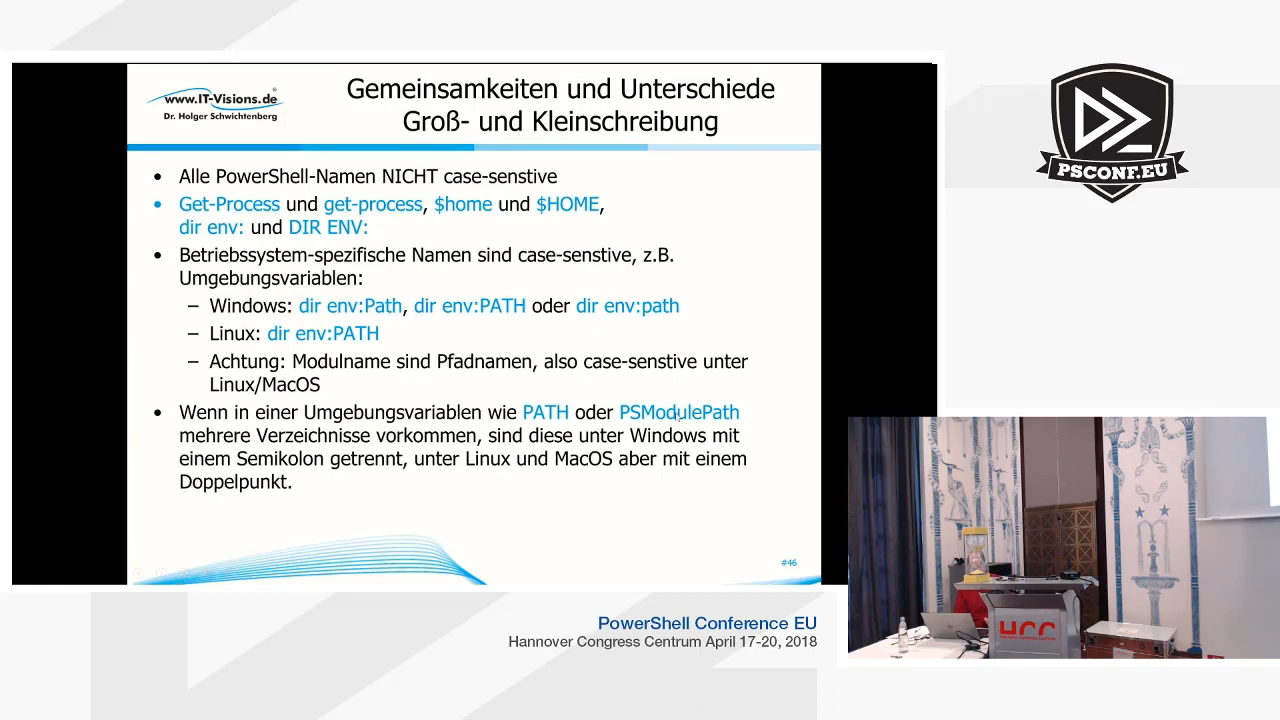 www.IT-Visions.de
®
Dr. Holger Schwichtenberg
Gemeinsamkeiten und Unterschiede
Groß- und Kleinschreibung
• Alle PowerShell-Namen NICHT case-senstive
• Get-Process und get-process, $home und $HOME,
dir env: und DIR ENV:
• Betriebssystem-spezifische Namen sind case-senstive, z.B.
Umgebungsvariablen:
– Windows: dir env:Path, dir env:PATH oder dir env:path
– Linux: dir env:PATH
– Achtung: Modulname sind Pfadnamen, also case-senstive unter
Linux/MacOS
• Wenn in einer Umgebungsvariablen wie PATH oder PSModulePath
mehrere Verzeichnisse vorkommen, sind diese unter Windows mit
einem Semikolon getrennt, unter Linux und MacOS aber mit einem
Doppelpunkt.
#46
PSCONF.EU
HCC
PowerShell Conference EU
Hannover Congress Centrum April 17-20, 2018